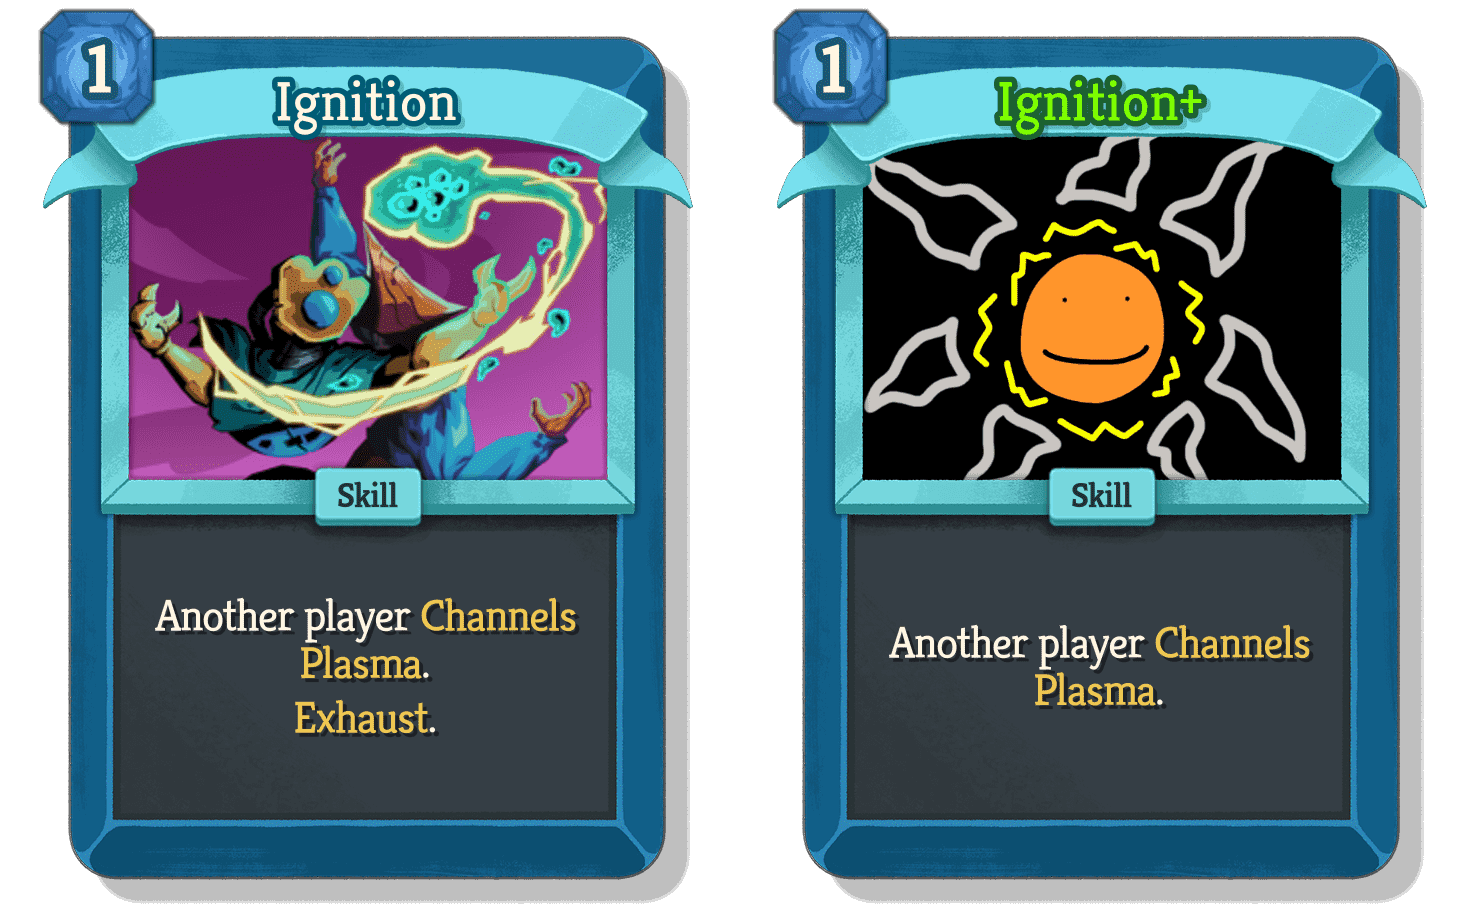 1
Ignition
Skill
Another player Channels
Plasma.
Exhaust.
1
Ignition+
Skill
Another player Channels
Plasma.